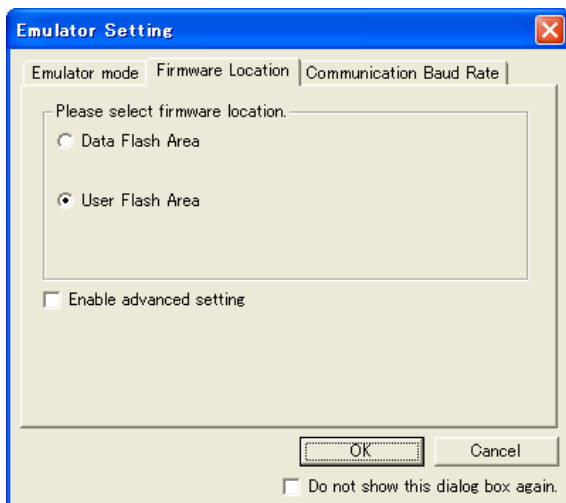 Emulator Setting
Emulator mode Firmware Location Communication Baud Rate
Please select firmware location.
Data Flash Area
User Flash Area
Enable advanced setting
OK Cancel
Do not show this dialog box again.